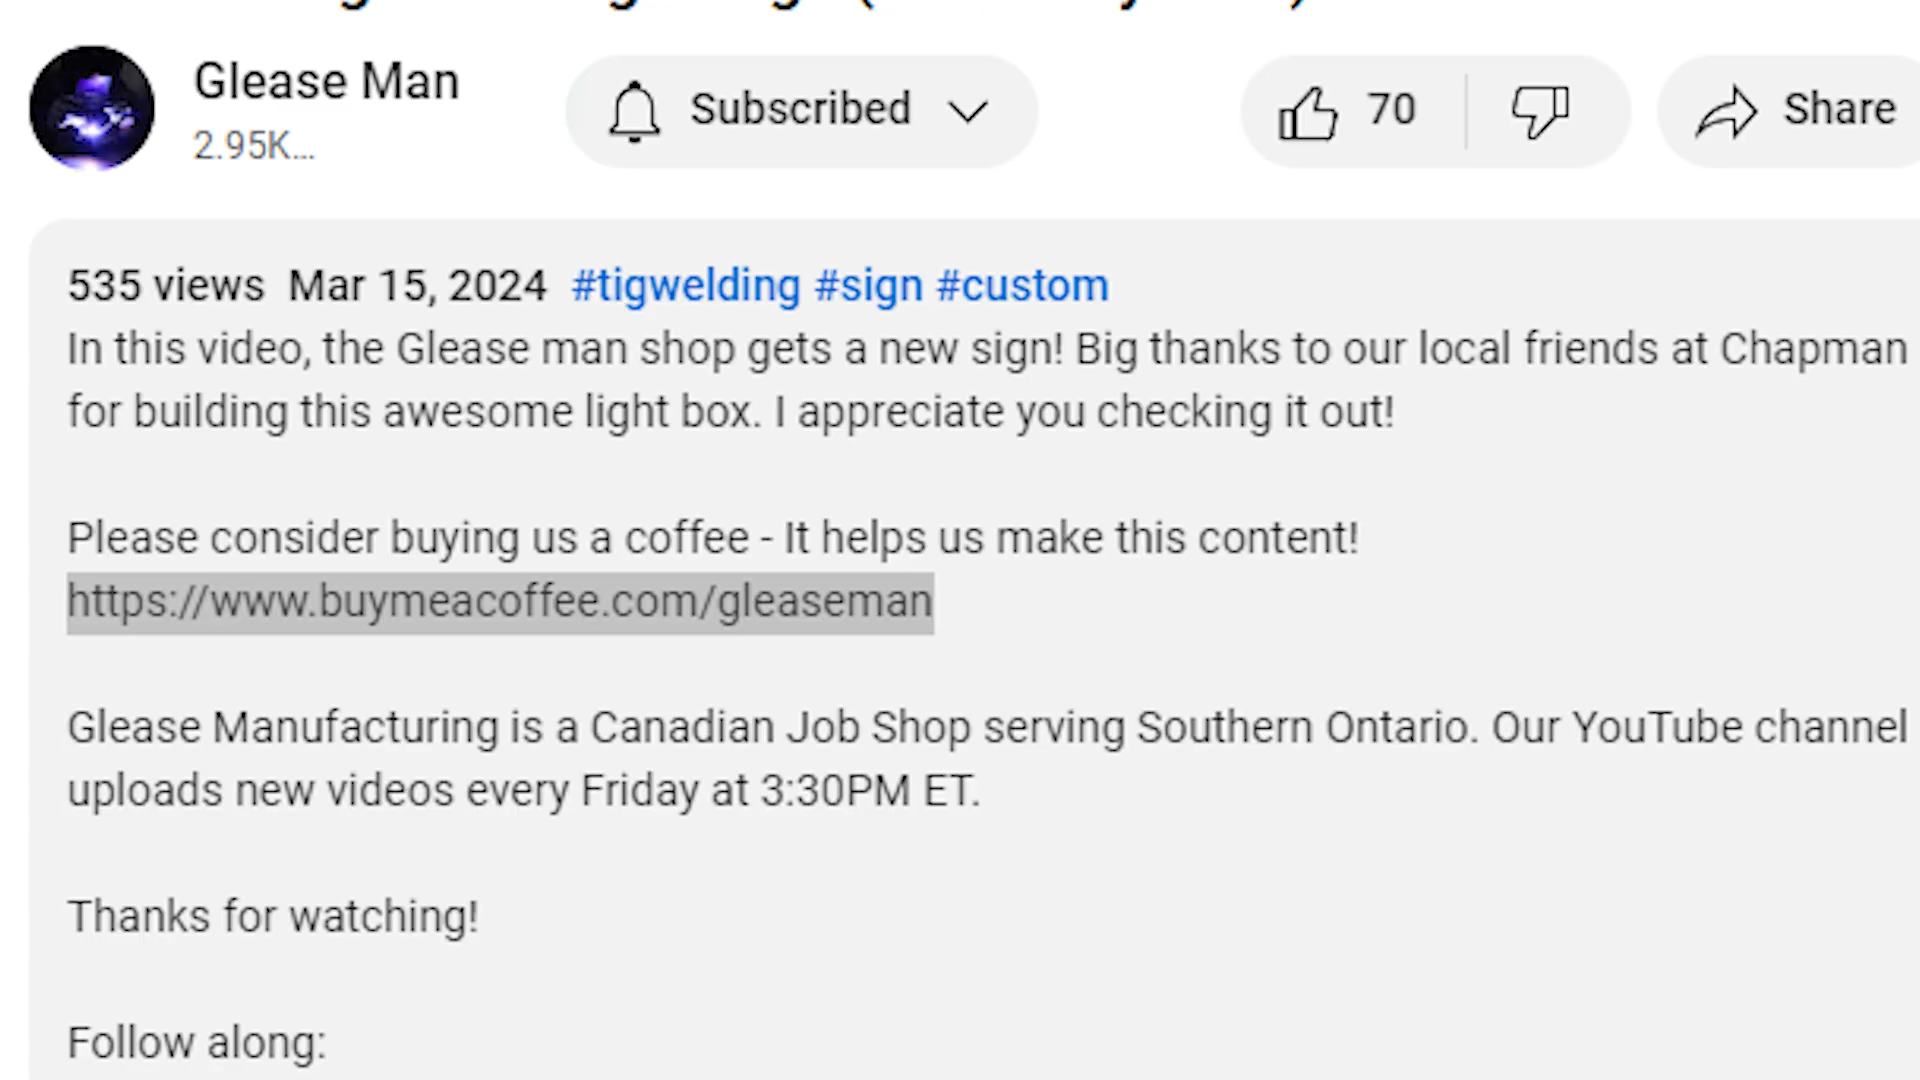 Glease Man
2.95K...
Subscribed
70
Share
535 views Mar 15, 2024 #tigwelding #sign #custom
In this video, the Glease man shop gets a new sign! Big thanks to our local friends at Chapman
for building this awesome light box. I appreciate you checking it out!
Please consider buying us a coffee - It helps us make this content!
https://www.buymeacoffee.com/gleaseman
Glease Manufacturing is a Canadian Job Shop serving Southern Ontario. Our YouTube channel
uploads new videos every Friday at 3:30PM ET.
Thanks for watching!
Follow along: